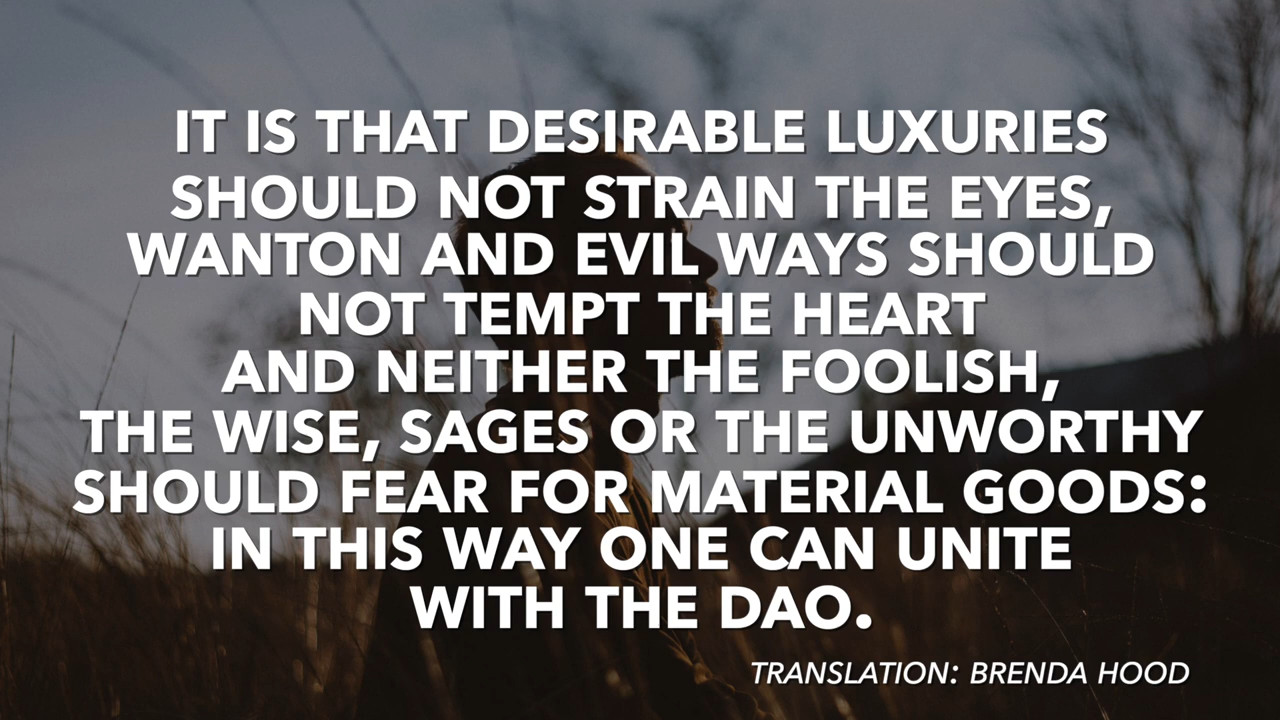 IT IS THAT DESIRABLE LUXURIES
SHOULD NOT STRAIN THE EYES,
WANTON AND EVIL WAYS SHOULD
NOT TEMPT THE HEART
AND NEITHER THE FOOLISH,
THE WISE, SAGES OR THE UNWORTHY
SHOULD FEAR FOR MATERIAL GOODS:
IN THIS WAY ONE CAN UNITE
WITH THE DAO.
TRANSLATION: BRENDA HOOD